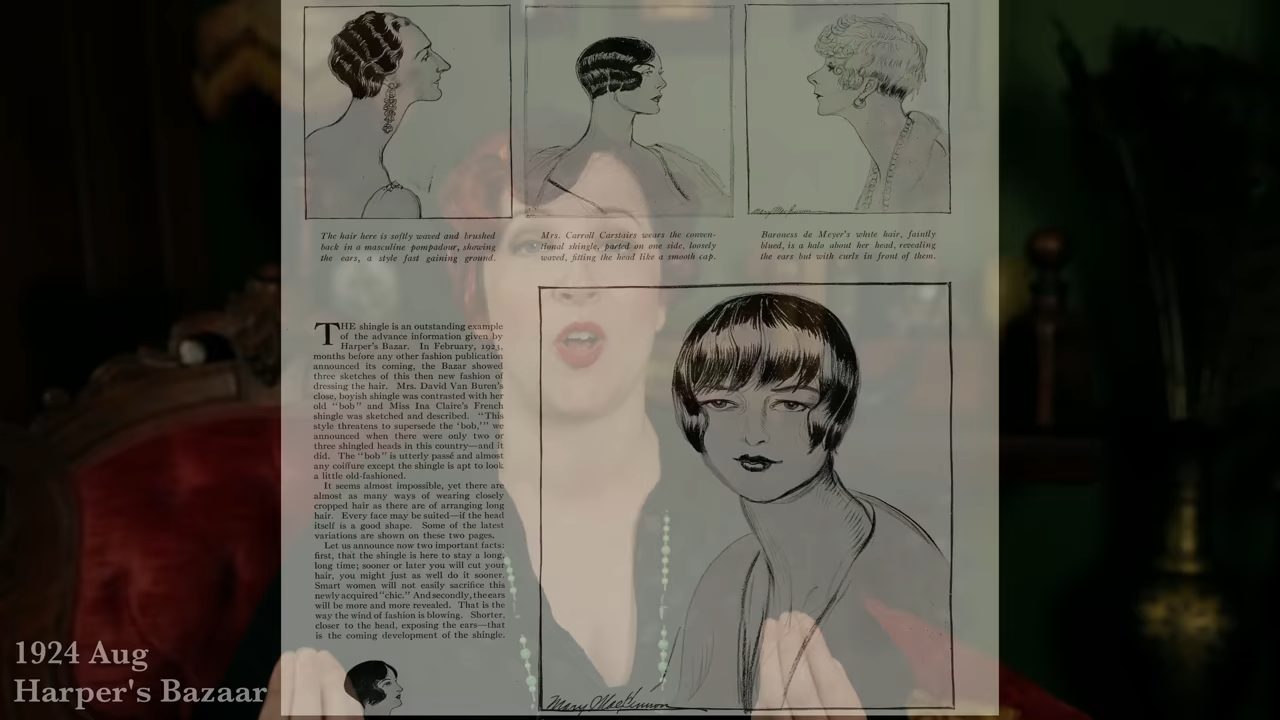 The hair here is softly waved and brushed
back in a masculine pompadour, showing
the ears, a style fast gaining ground.
Mrs. Carroll Carstairs wears the conven-
tional shingle, parted on one side, loosely
waved, fitting the head like a smooth cap.
Baroness de Meyer's white hair, faintly
blued, is a halo about her head, revealing
the ears but with curls in front of them.
THE shingle is an outstanding example
of the advance information given by
Harper's Bazar. In February, 1923,
months before any other fashion publication
announced its coming, the Bazar showed
three sketches of this then new fashion of
dressing the hair. Mrs. David Van Buren's
close, boyish shingle was contrasted with her
old "bob" and Miss Ina Claire's French
shingle was sketched and described. "This
style threatens to supersede the 'bob,'" we
announced when there were only two or
three shingled heads in this country—and it
did. The "bob" is utterly passé and almost
any coiffure except the shingle is apt to look
a little old-fashioned.
It seems almost impossible, yet there are
almost as many ways of wearing closely
cropped hair as there are of arranging long
hair. Every face may be suited—if the head
itself is a good shape. Some of the latest
variations are shown on these two pages.
Let us announce now two important facts:
first, that the shingle is here to stay a long,
long time; sooner or later you will cut your
hair, you might just as well do it sooner.
Smart women will not easily sacrifice this
newly acquired "chic." And secondly, the ears
will be more and more revealed. That is the
way the wind of fashion is blowing. Shorter,
closer to the head, exposing the ears—that
is the coming development of the shingle.
Mary MacKinnon
1924 Aug
Harper's Bazaar